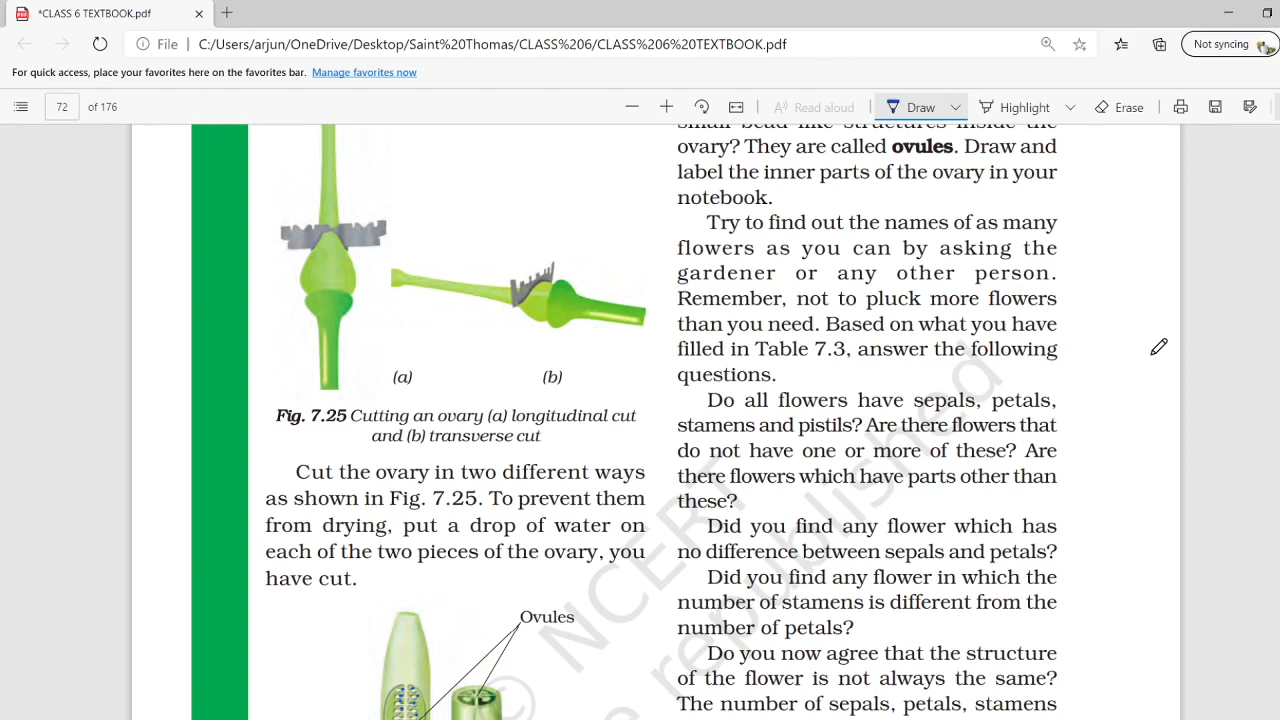 *CLASS 6 TEXTBOOK.pdf
File
C:/Users/arjun/OneDrive/Desktop/Saint%20Thomas/CLASS%206/CLASS%206%20TEXTBOOK.pdf
Not syncing
For quick access, place your favorites here on the favorites bar. Manage favorites now
72 of 176
Read aloud
Draw
Highlight
Erase
(a)
(b)
Fig. 7.25 Cutting an ovary (a) longitudinal cut
and (b) transverse cut
Cut the ovary in two different ways
as shown in Fig. 7.25. To prevent them
from drying, put a drop of water on
each of the two pieces of the ovary, you
have cut.
Ovules
small bead like structures inside the
ovary? They are called ovules. Draw and
label the inner parts of the ovary in your
notebook.
Try to find out the names of as many
flowers as you can by asking the
gardener or any other person.
Remember, not to pluck more flowers
than you need. Based on what you have
filled in Table 7.3, answer the following
questions.
Do all flowers have sepals, petals,
stamens and pistils? Are there flowers that
do not have one or more of these? Are
there flowers which have parts other than
these?
Did you find any flower which has
no difference between sepals and petals?
Did you find any flower in which the
number of stamens is different from the
number of petals?
Do you now agree that the structure
of the flower is not always the same?
The number of sepals, petals, stamens
© NCERT
republished